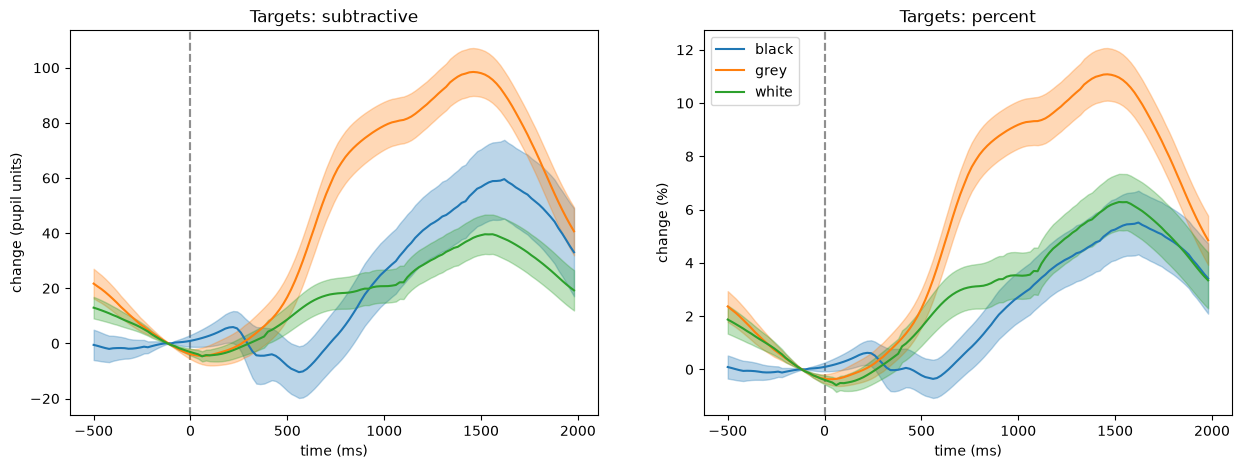 Targets: subtractive
change (pupil units)
100
80
60
40
20
0
−20
−500 0 500 1000 1500 2000
time (ms)
Targets: percent
black
grey
white
change (%)
12
10
8
6
4
2
0
−500 0 500 1000 1500 2000
time (ms)